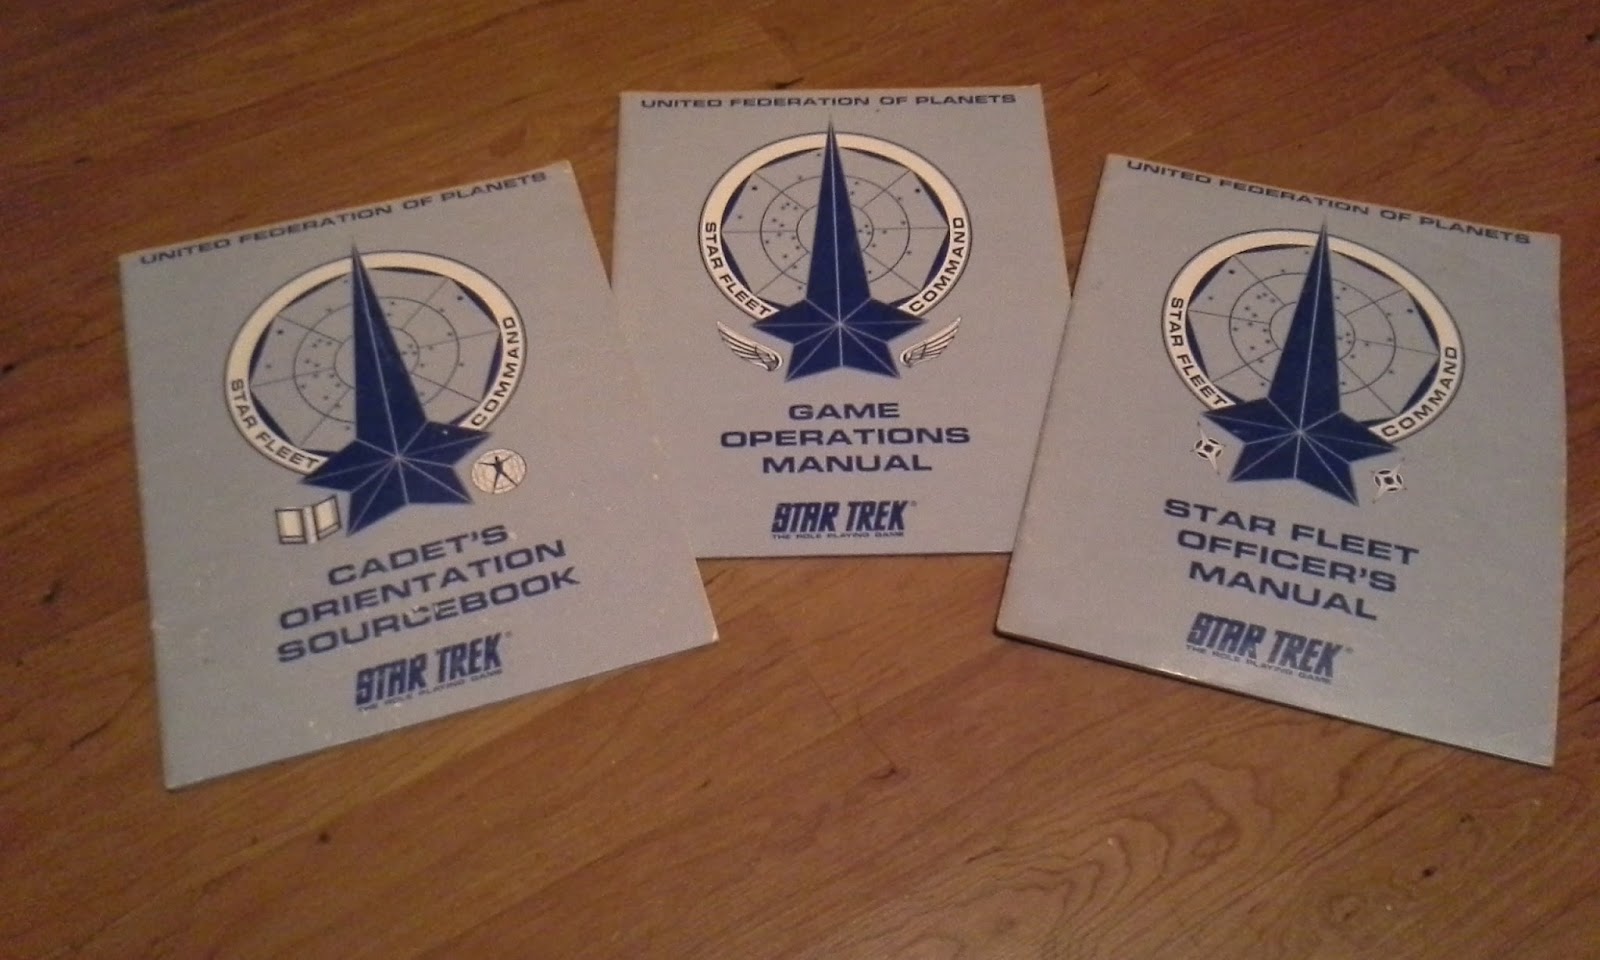 UNITED FEDERATION OF PLANETS
STAR FLEET COMMAND
CADET'S
ORIENTATION
SOURCEBOOK
STAR TREK®
THE ROLE PLAYING GAME
UNITED FEDERATION OF PLANETS
STAR FLEET COMMAND
GAME
OPERATIONS
MANUAL
STAR TREK®
THE ROLE PLAYING GAME
UNITED FEDERATION OF PLANETS
STAR FLEET COMMAND
STAR FLEET
OFFICER'S
MANUAL
STAR TREK®
THE ROLE PLAYING GAME